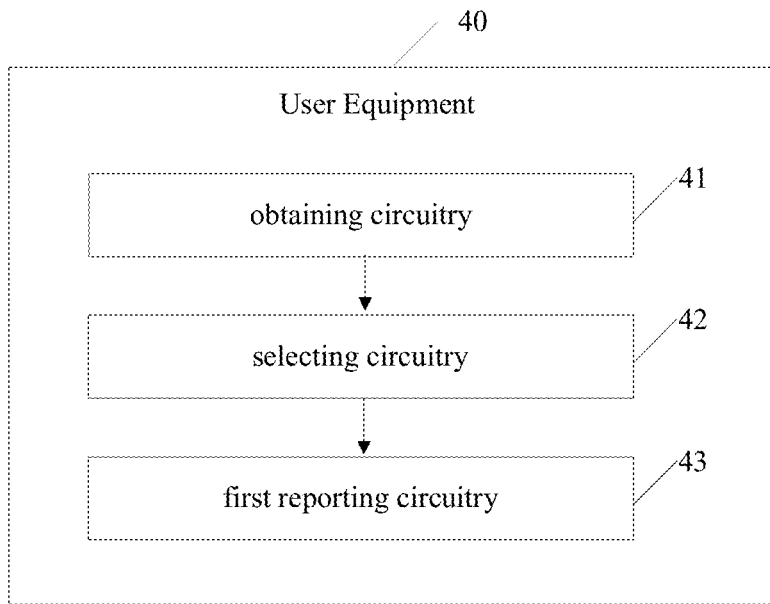 40
User Equipment
41
obtaining circuitry
42
selecting circuitry
43
first reporting circuitry